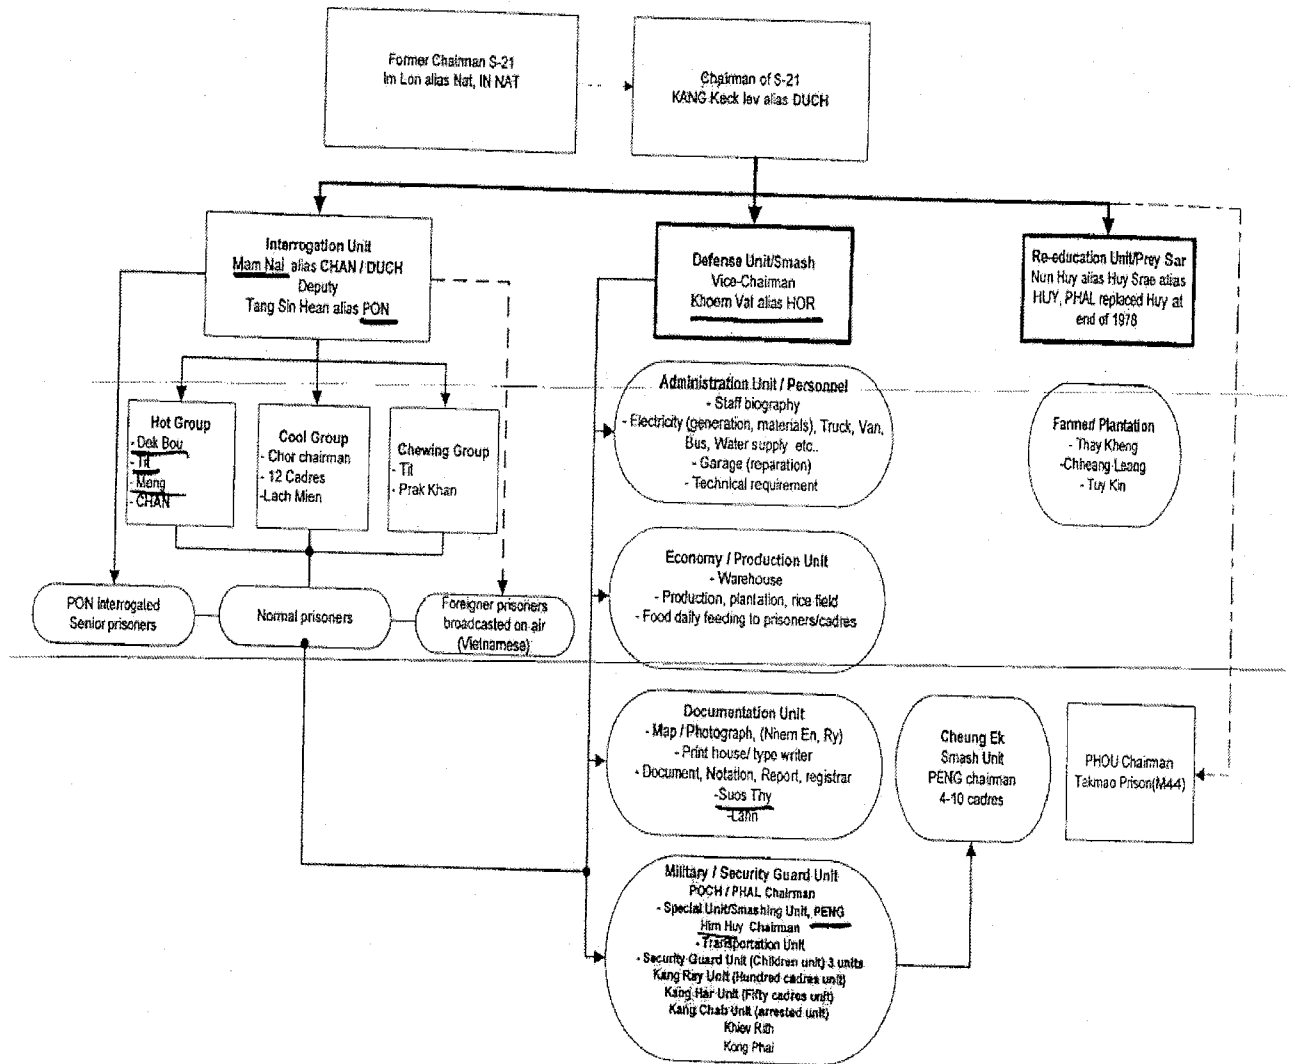 Former Chairman S-21
Im Lon alias Nat, IN NAT
Chairman of S-21
KANG Keck Iev alias DUCH
Interrogation Unit
Mam Nai alias CHAN / DUCH
Deputy
Tang Sin Hean alias PON
Defense Unit/Smash
Vice-Chairman
Khoem Vat alias HOR
Re-education Unit/Prey Sar
Nun Huy alias Huy Srae alias
HUY, PHAL replaced Huy at
end of 1978
Hot Group
- Dek Bou
- Tit
- Meng
- CHAN
Cool Group
- Chor chairman
- 12 Cadres
-Lach Mien
Chewing Group
- Tit
- Prak Khan
Administration Unit / Personnel
- Staff biography
- Electricity (generation, materials), Truck, Van,
Bus, Water supply etc..
- Garage (reparation)
- Technical requirement
Farmer Plantation
- Thay Kheng
-Chheang Leang
- Tuy Kin
Economy / Production Unit
- Warehouse
- Production, plantation, rice field
- Food daily feeding to prisoners/cadres
PON interrogated
Senior prisoners
Normal prisoners
Foreigner prisoners
broadcasted on air
(Vietnamese)
Documentation Unit
- Map / Photograph, (Nhem En, Ry)
- Print house/ type writer
- Document, Notation, Report, registrar
-Suos Thy
-Lann
Cheung Ek
Smash Unit
PENG chairman
4-10 cadres
PHOU Chairman
Takmao Prison(M44)
Military / Security Guard Unit
POCH / PHAL Chairman
- Special Unit/Smashing Unit, PENG
Him Huy Chairman
- Transportation Unit
- Security Guard Unit (Children unit) 3 units
Kang Ray Unit (Hundred cadres unit)
Kang Har Unit (Fifty cadres unit)
Kang Chab Unit (arrested unit)
Khiev Rith
Kong Phai